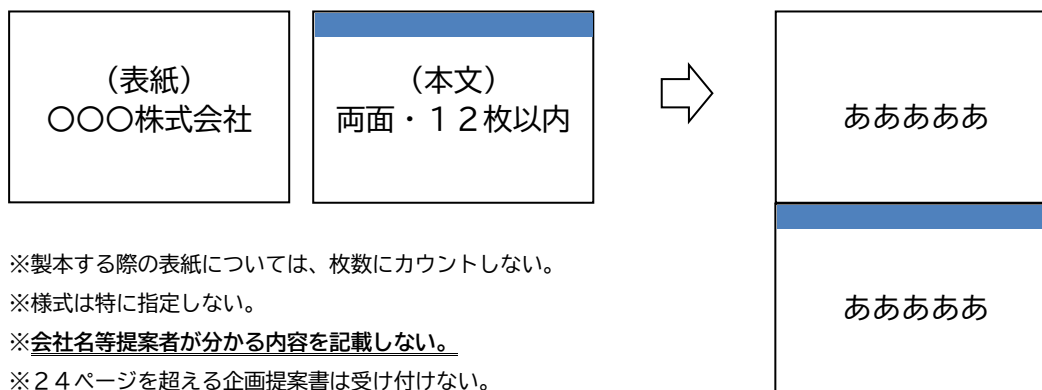 （表紙）
〇〇〇株式会社
（本文）
両面・１２枚以内
あああああ
あああああ
※製本する際の表紙については、枚数にカウントしない。
※様式は特に指定しない。
※会社名等提案者が分かる内容を記載しない。
※２４ページを超える企画提案書は受け付けない。